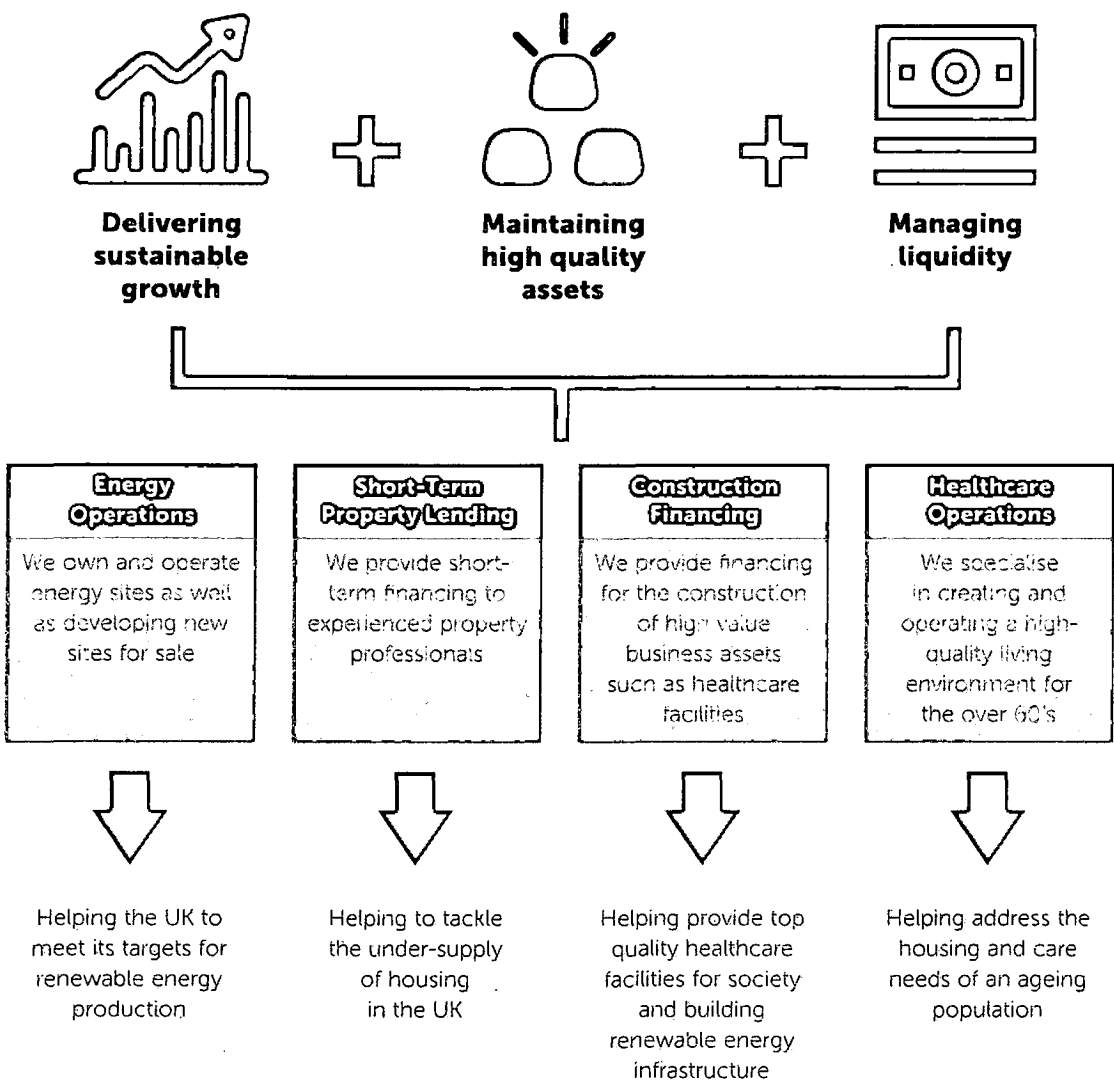 Delivering
sustainable
growth
Maintaining
high quality
assets
Managing
liquidity
Energy
Operations
We own and operate
energy sites as well
as developing new
sites for sale
Short-Term
Property Lending
We provide short-
term financing to
experienced property
professionals
Construction
Financing
We provide financing
for the construction
of high value
business assets
such as healthcare
facilities
Healthcare
Operations
We specialise
in creating and
operating a high-
quality living
environment for
the over 60's
Helping the UK to
meet its targets for
renewable energy
production
Helping to tackle
the under-supply
of housing
in the UK
Helping provide top
quality healthcare
facilities for society
and building
renewable energy
infrastructure
Helping address the
housing and care
needs of an ageing
population